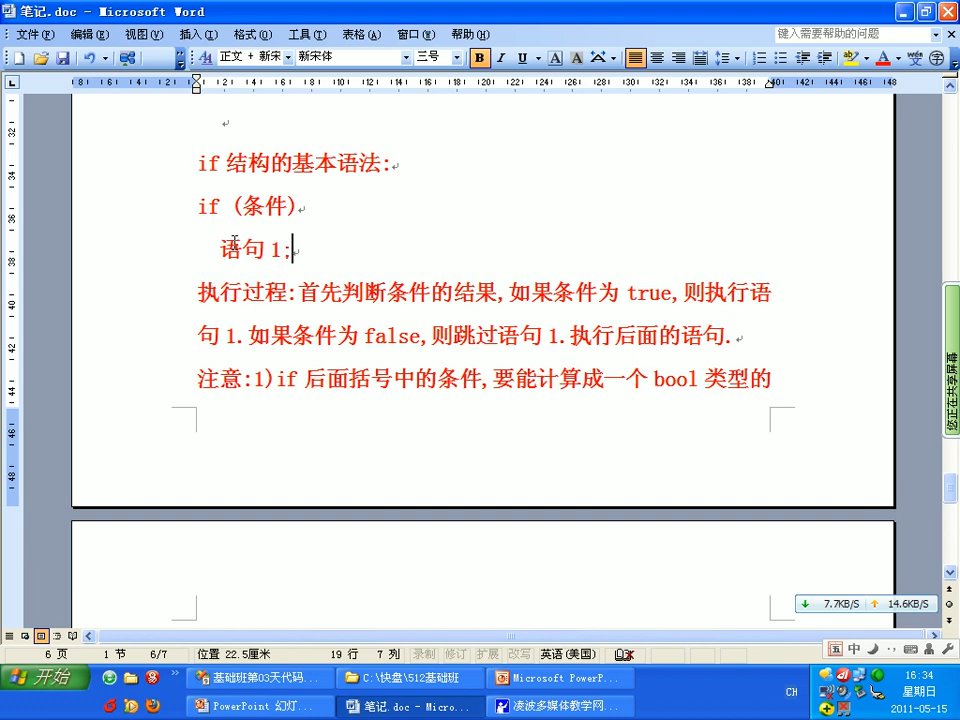 笔记.doc - Microsoft Word
文件(F) 编辑(E) 视图(V) 插入(I) 格式(O) 工具(T) 表格(A) 窗口(W) 帮助(H) 键入需要帮助的问题
正文 + 新宋 新宋体 三号 B I U A A
if 结构的基本语法:
if (条件)
语句 1;
执行过程:首先判断条件的结果,如果条件为 true,则执行语
句 1.如果条件为 false,则跳过语句 1.执行后面的语句.
注意:1)if 后面括号中的条件,要能计算成一个 bool 类型的
您正在共享屏幕
7.7KB/S 14.6KB/S
6 页 1 节 6/7 位置 22.5厘米 19 行 7 列 录制 修订 扩展 改写 英语(美国)
五 中
开始 基础班第03天代码... C:\快盘\512基础班 Microsoft PowerP... CH 16:34
星期日
PowerPoint 幻灯... 笔记.doc - Micro... 凌波多媒体教学网... 2011-05-15